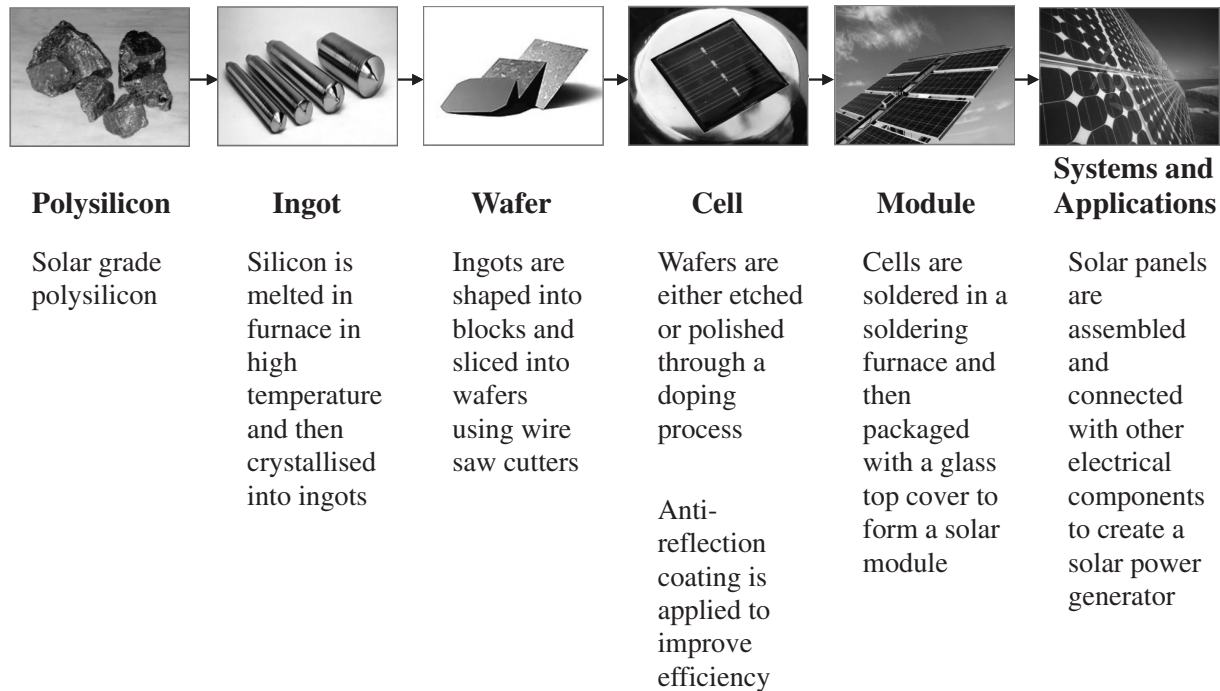 Polysilicon
Solar grade
polysilicon
Ingot
Silicon is
melted in
furnace in
high
temperature
and then
crystallised
into ingots
Wafer
Ingots are
shaped into
blocks and
sliced into
wafers
using wire
saw cutters
Cell
Wafers are
either etched
or polished
through a
doping
process
Anti-
reflection
coating is
applied to
improve
efficiency
Module
Cells are
soldered in a
soldering
furnace and
then
packaged
with a glass
top cover to
form a solar
module
Systems and
Applications
Solar panels
are
assembled
and
connected
with other
electrical
components
to create a
solar power
generator